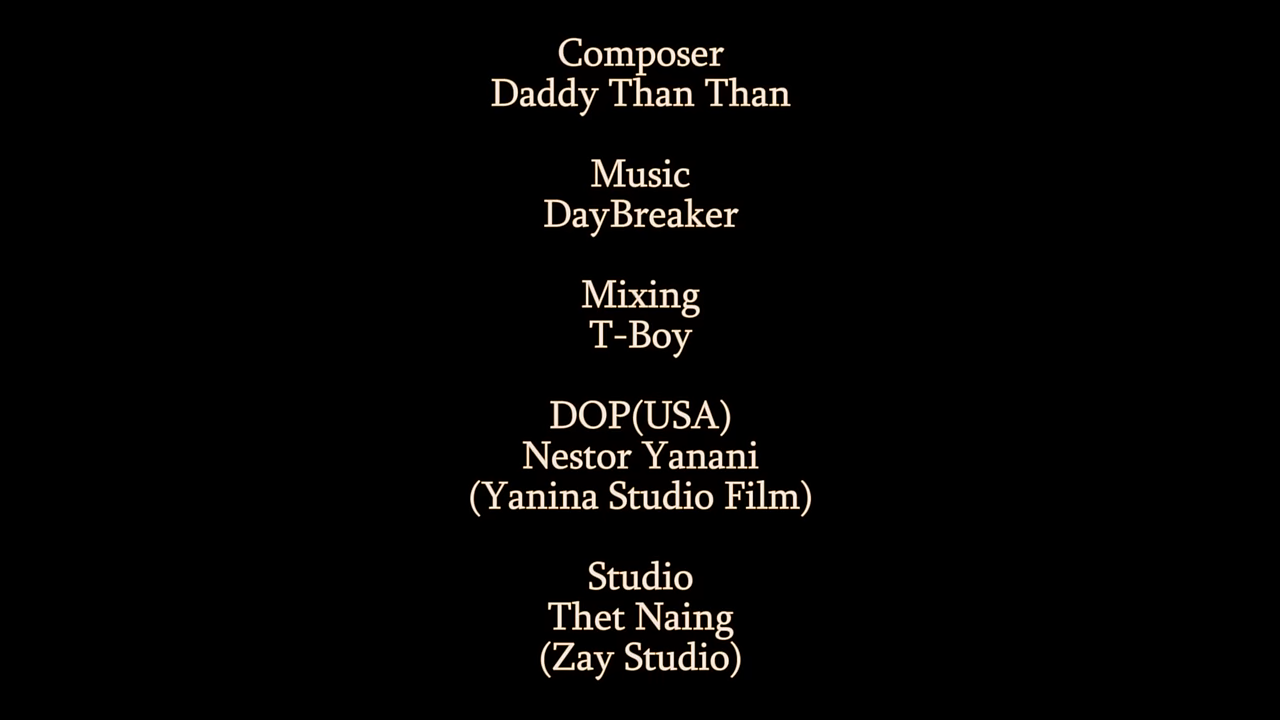 Composer
Daddy Than Than
Music
DayBreaker
Mixing
T-Boy
DOP(USA)
Nestor Yanani
(Yanina Studio Film)
Studio
Thet Naing
(Zay Studio)